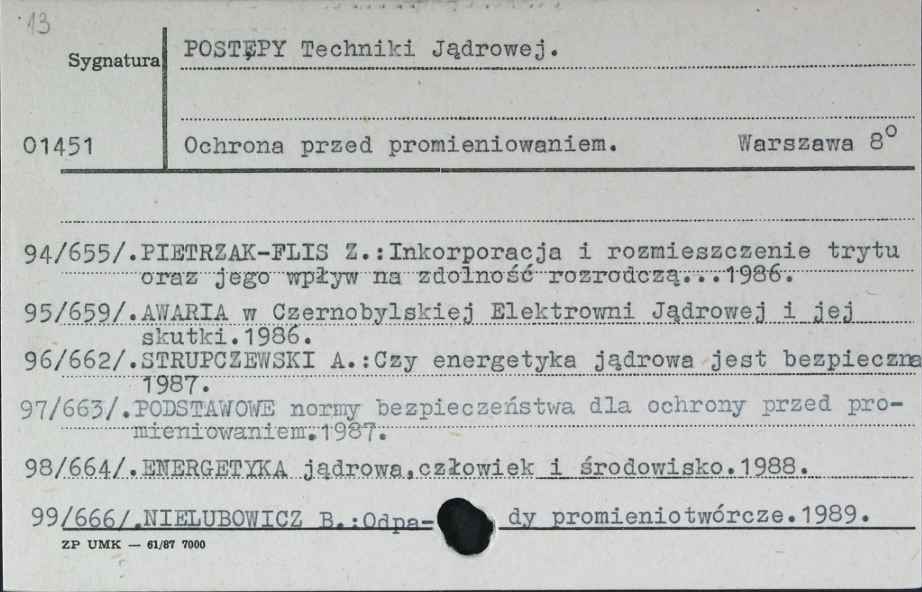 13
Sygnatura
POSTĘPY Techniki Jądrowej.
01451
Ochrona przed promieniowaniem. Warszawa 8°
94/655/.PIETRZAK-FLIS Z.:Inkorporacja i rozmieszczenie trytu
oraz jego wpływ na zdolność rozrodczą...1986.
95/659/.AWARIA w Czernobylskiej Elektrowni Jądrowej i jej
skutki.1986.
96/662/.STRUPCZEWSKI A.:Czy energetyka jądrowa jest bezpieczna
1987.
97/663/.PODSTAWOWE normy bezpieczeństwa dla ochrony przed pro-
mieniowaniem.1987.
98/664/.ENERGETYKA jądrowa,człowiek i środowisko.1988.
99/666/.NIELUBOWICZ B.:Odpa- dy promieniotwórcze.1989.
ZP UMK — 61/87 7000